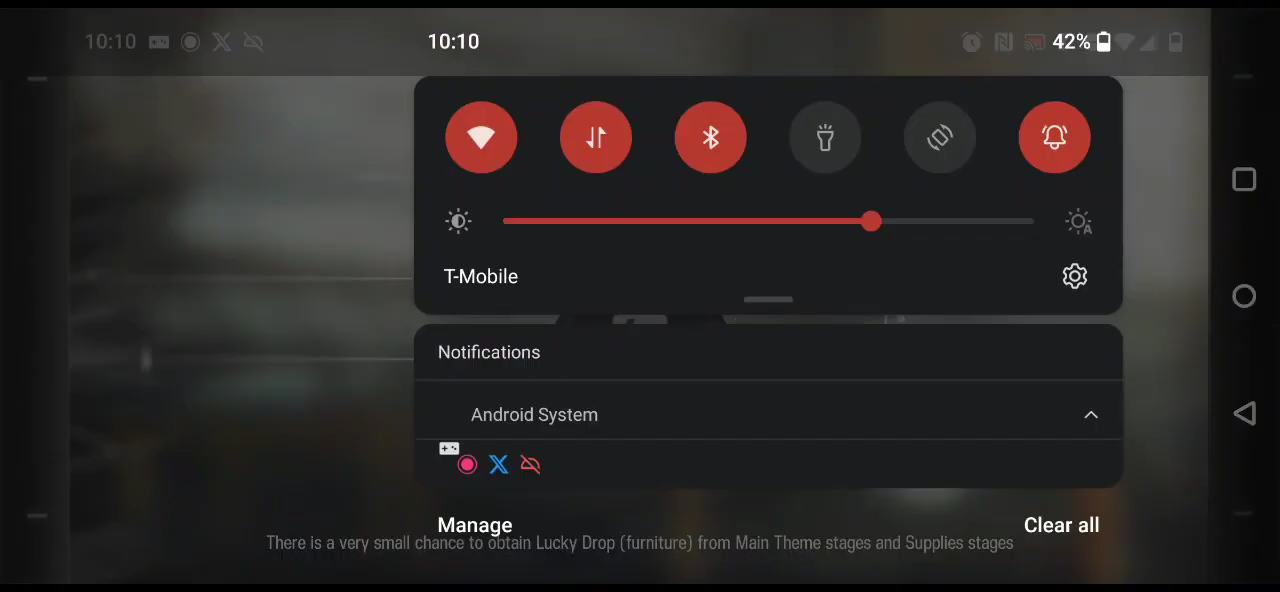 10:10
10:10
42%
T-Mobile
Notifications
Android System
Manage
Clear all
There is a very small chance to obtain Lucky Drop (furniture) from Main Theme stages and Supplies stages